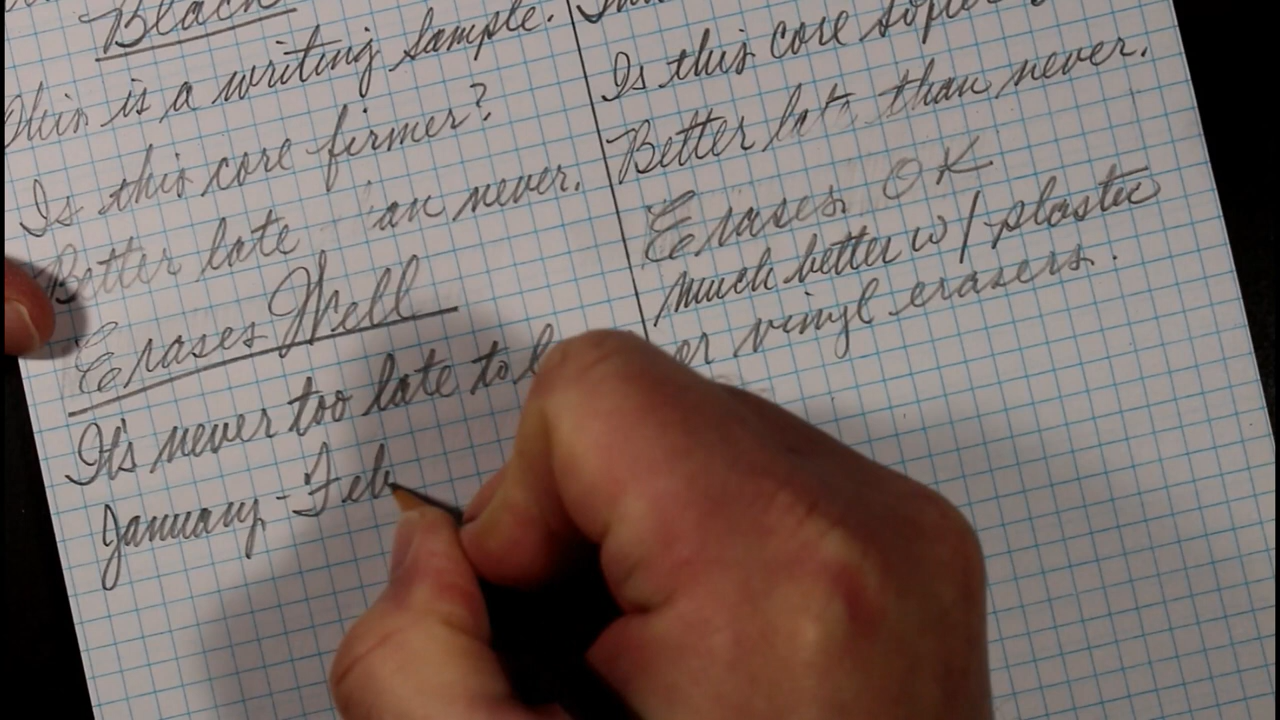 Black
This is a writing sample.
Is this core firmer?
Better late an never.
Erases Well
It's never too late to
January - Feb
Is this core
Better late than never.
Erases OK
Much better w/ plastic
or vinyl erasers.